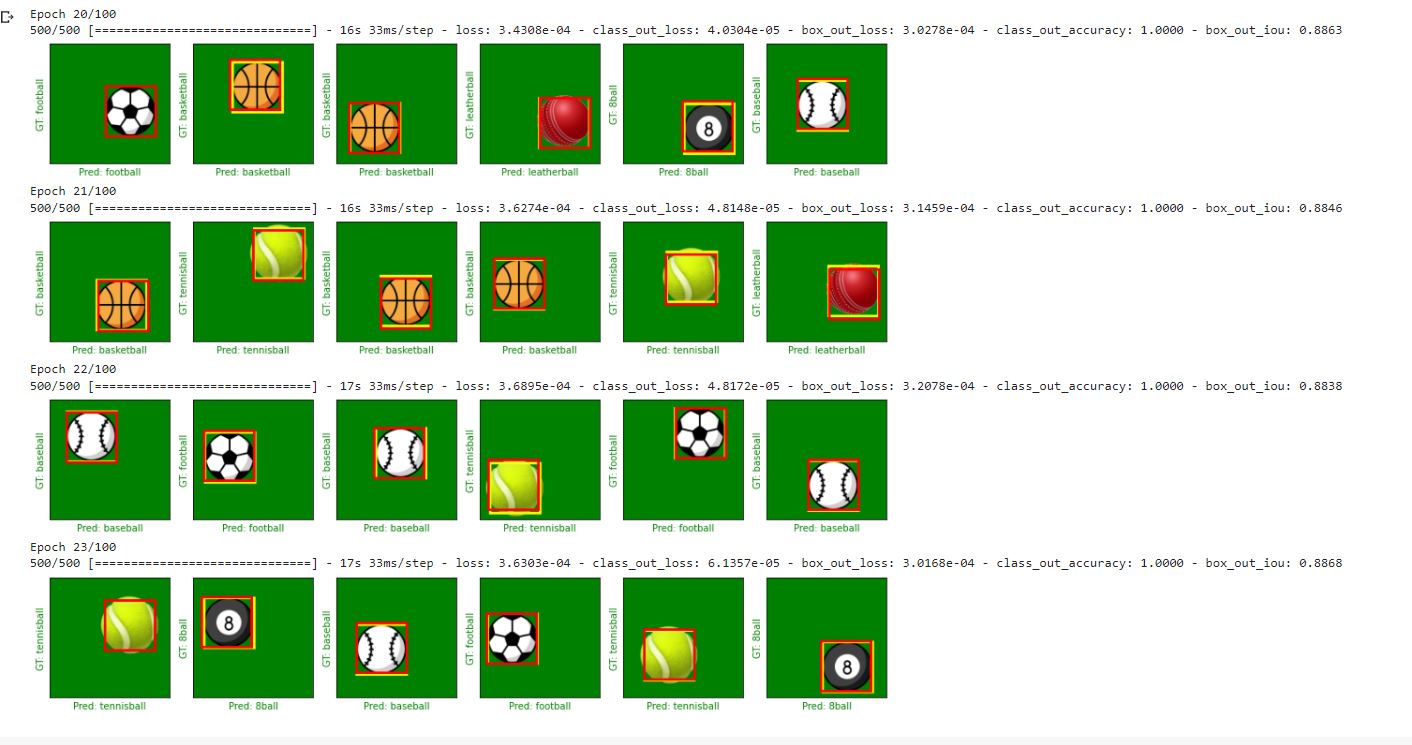 Epoch 20/100
500/500 [==============================] - 16s 33ms/step - loss: 3.4308e-04 - class_out_loss: 4.0304e-05 - box_out_loss: 3.0278e-04 - class_out_accuracy: 1.0000 - box_out_iou: 0.8863
GT: football GT: basketball GT: basketball GT: leatherball GT: 8ball GT: baseball
8
Pred: football Pred: basketball Pred: basketball Pred: leatherball Pred: 8ball Pred: baseball
Epoch 21/100
500/500 [==============================] - 16s 33ms/step - loss: 3.6274e-04 - class_out_loss: 4.8148e-05 - box_out_loss: 3.1459e-04 - class_out_accuracy: 1.0000 - box_out_iou: 0.8846
GT: basketball GT: tennisball GT: basketball GT: basketball GT: tennisball GT: leatherball
Pred: basketball Pred: tennisball Pred: basketball Pred: basketball Pred: tennisball Pred: leatherball
Epoch 22/100
500/500 [==============================] - 17s 33ms/step - loss: 3.6895e-04 - class_out_loss: 4.8172e-05 - box_out_loss: 3.2078e-04 - class_out_accuracy: 1.0000 - box_out_iou: 0.8838
GT: baseball GT: football GT: baseball GT: tennisball GT: football GT: baseball
Pred: baseball Pred: football Pred: baseball Pred: tennisball Pred: football Pred: baseball
Epoch 23/100
500/500 [==============================] - 17s 33ms/step - loss: 3.6303e-04 - class_out_loss: 6.1357e-05 - box_out_loss: 3.0168e-04 - class_out_accuracy: 1.0000 - box_out_iou: 0.8868
GT: tennisball GT: 8ball GT: baseball GT: football GT: tennisball GT: 8ball
8 8
Pred: tennisball Pred: 8ball Pred: baseball Pred: football Pred: tennisball Pred: 8ball